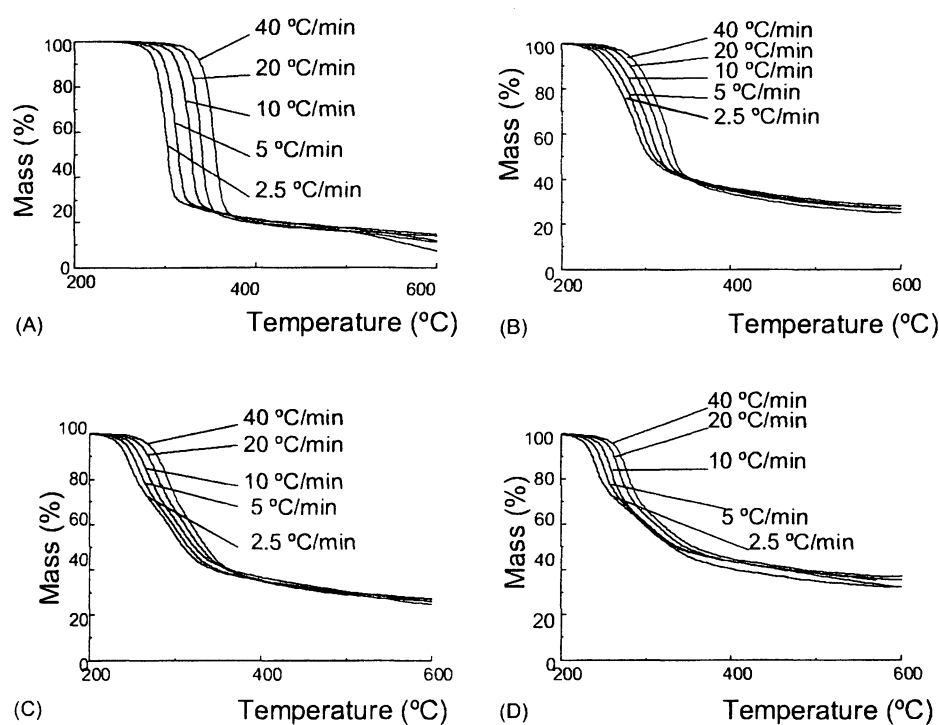 40 ºC/min
20 ºC/min
10 ºC/min
5 ºC/min
2.5 ºC/min
Mass (%)
100
80
60
40
20
0
200
400
600
Temperature (ºC)
(A)
40 ºC/min
20 ºC/min
10 ºC/min
5 ºC/min
2.5 ºC/min
Mass (%)
100
80
60
40
20
0
200
400
600
Temperature (ºC)
(B)
40 ºC/min
20 ºC/min
10 ºC/min
5 ºC/min
2.5 ºC/min
Mass (%)
100
80
60
40
20
0
200
400
600
Temperature (ºC)
(C)
40 ºC/min
20 ºC/min
10 ºC/min
5 ºC/min
2.5 ºC/min
Mass (%)
100
80
60
40
20
0
200
400
600
Temperature (ºC)
(D)